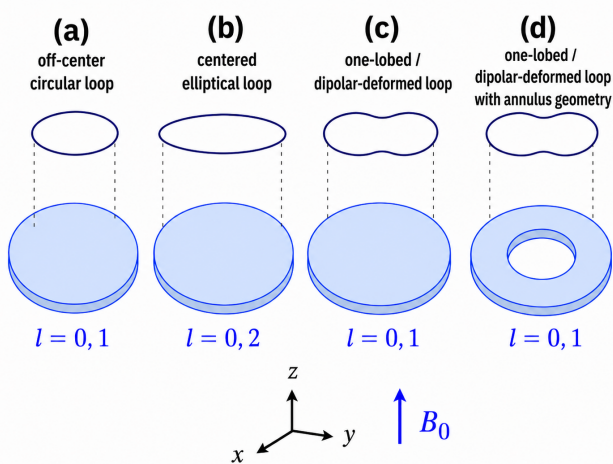 (a)
off-center
circular loop
(b)
centered
elliptical loop
(c)
one-lobed /
dipolar-deformed loop
(d)
one-lobed /
dipolar-deformed loop
with annulus geometry
l = 0, 1
l = 0, 2
l = 0, 1
l = 0, 1
z
x
y
B₀